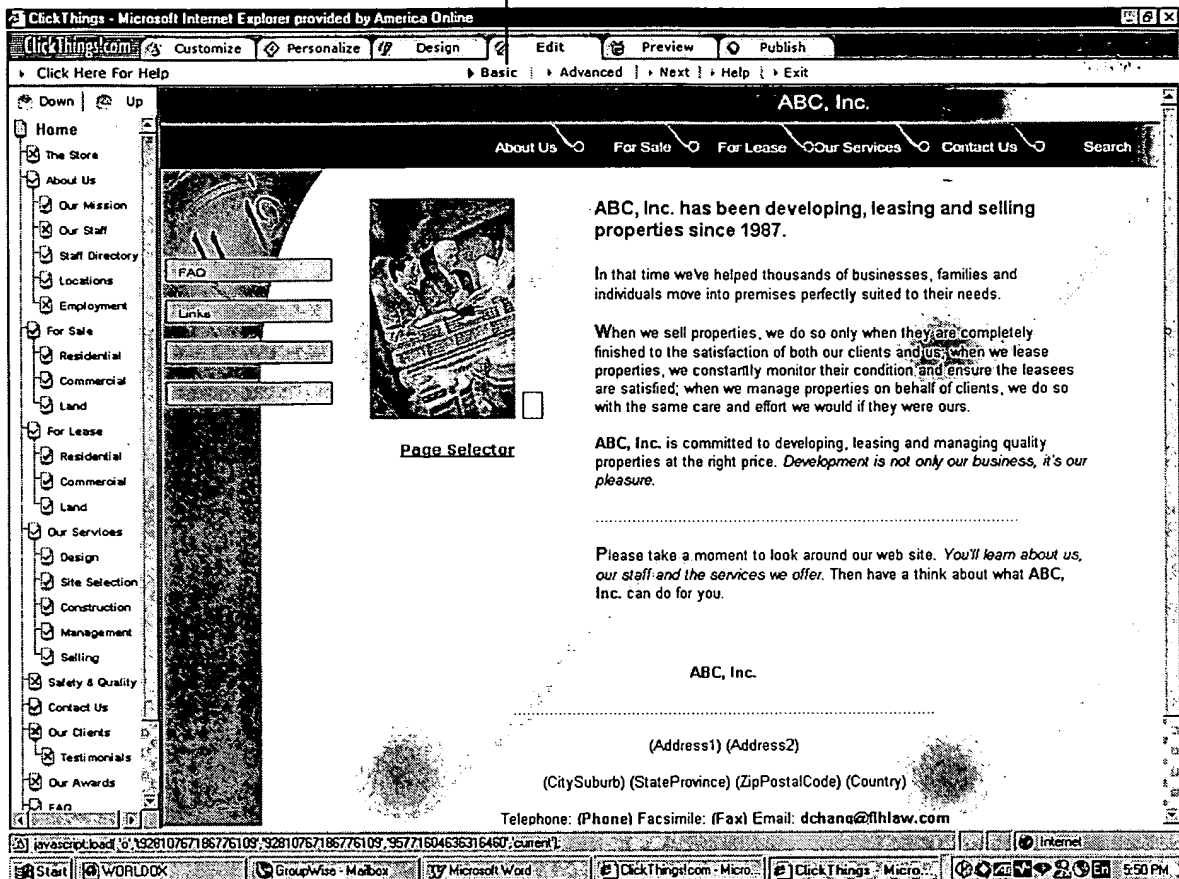 ClickThings - Microsoft Internet Explorer provided by America Online
ClickThings!com Customize Personalize Design Edit Preview Publish
Click Here For Help Basic Advanced Next Help Exit
Down Up
Home
The Store
About Us
Our Mission
Our Staff
Staff Directory
Locations
Employment
For Sale
Residential
Commercial
Land
For Lease
Residential
Commercial
Land
Our Services
Design
Site Selection
Construction
Management
Selling
Safety & Quality
Contact Us
Our Clients
Testimonials
Our Awards
FAQ
ABC, Inc.
About Us For Sale For Lease Our Services Contact Us Search
FAQ
Links
Page Selector
ABC, Inc. has been developing, leasing and selling
properties since 1987.
In that time we've helped thousands of businesses, families and
individuals move into premises perfectly suited to their needs.
When we sell properties, we do so only when they are completely
finished to the satisfaction of both our clients and us; when we lease
properties, we constantly monitor their condition and ensure the leasees
are satisfied; when we manage properties on behalf of clients, we do so
with the same care and effort we would if they were ours.
ABC, Inc. is committed to developing, leasing and managing quality
properties at the right price. Development is not only our business, it's our
pleasure.
Please take a moment to look around our web site. You'll learn about us,
our staff and the services we offer. Then have a think about what ABC,
Inc. can do for you.
ABC, Inc.
(Address1) (Address2)
(CitySuburb) (StateProvince) (ZipPostalCode) (Country)
Telephone: (Phone) Facsimile: (Fax) Email: dchang@flhlaw.com
javascript:load( 'o','192810767186776109','92810767186776109','95771604636316460','current'); Internet
Start WORLDOX GroupWise - Mailbox Microsoft Word ClickThings!com - Micro... ClickThings - Micro... En 5:50 PM